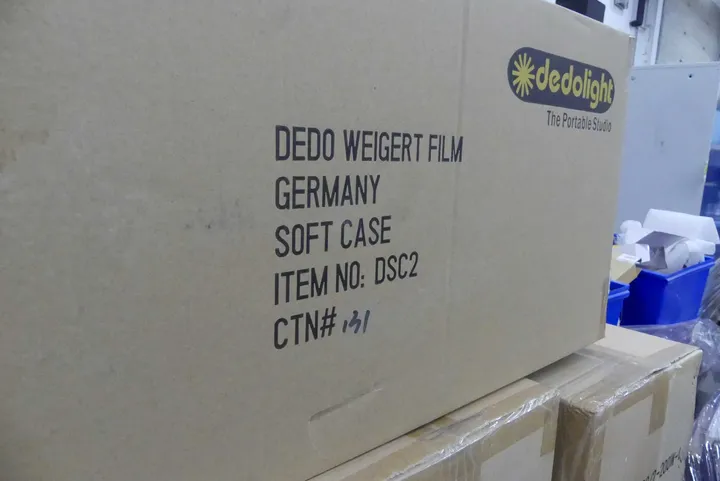 dedolight
The Portable Studio
DEDO WEIGERT FILM
GERMANY
SOFT CASE
ITEM NO: DSC2
CTN# 131